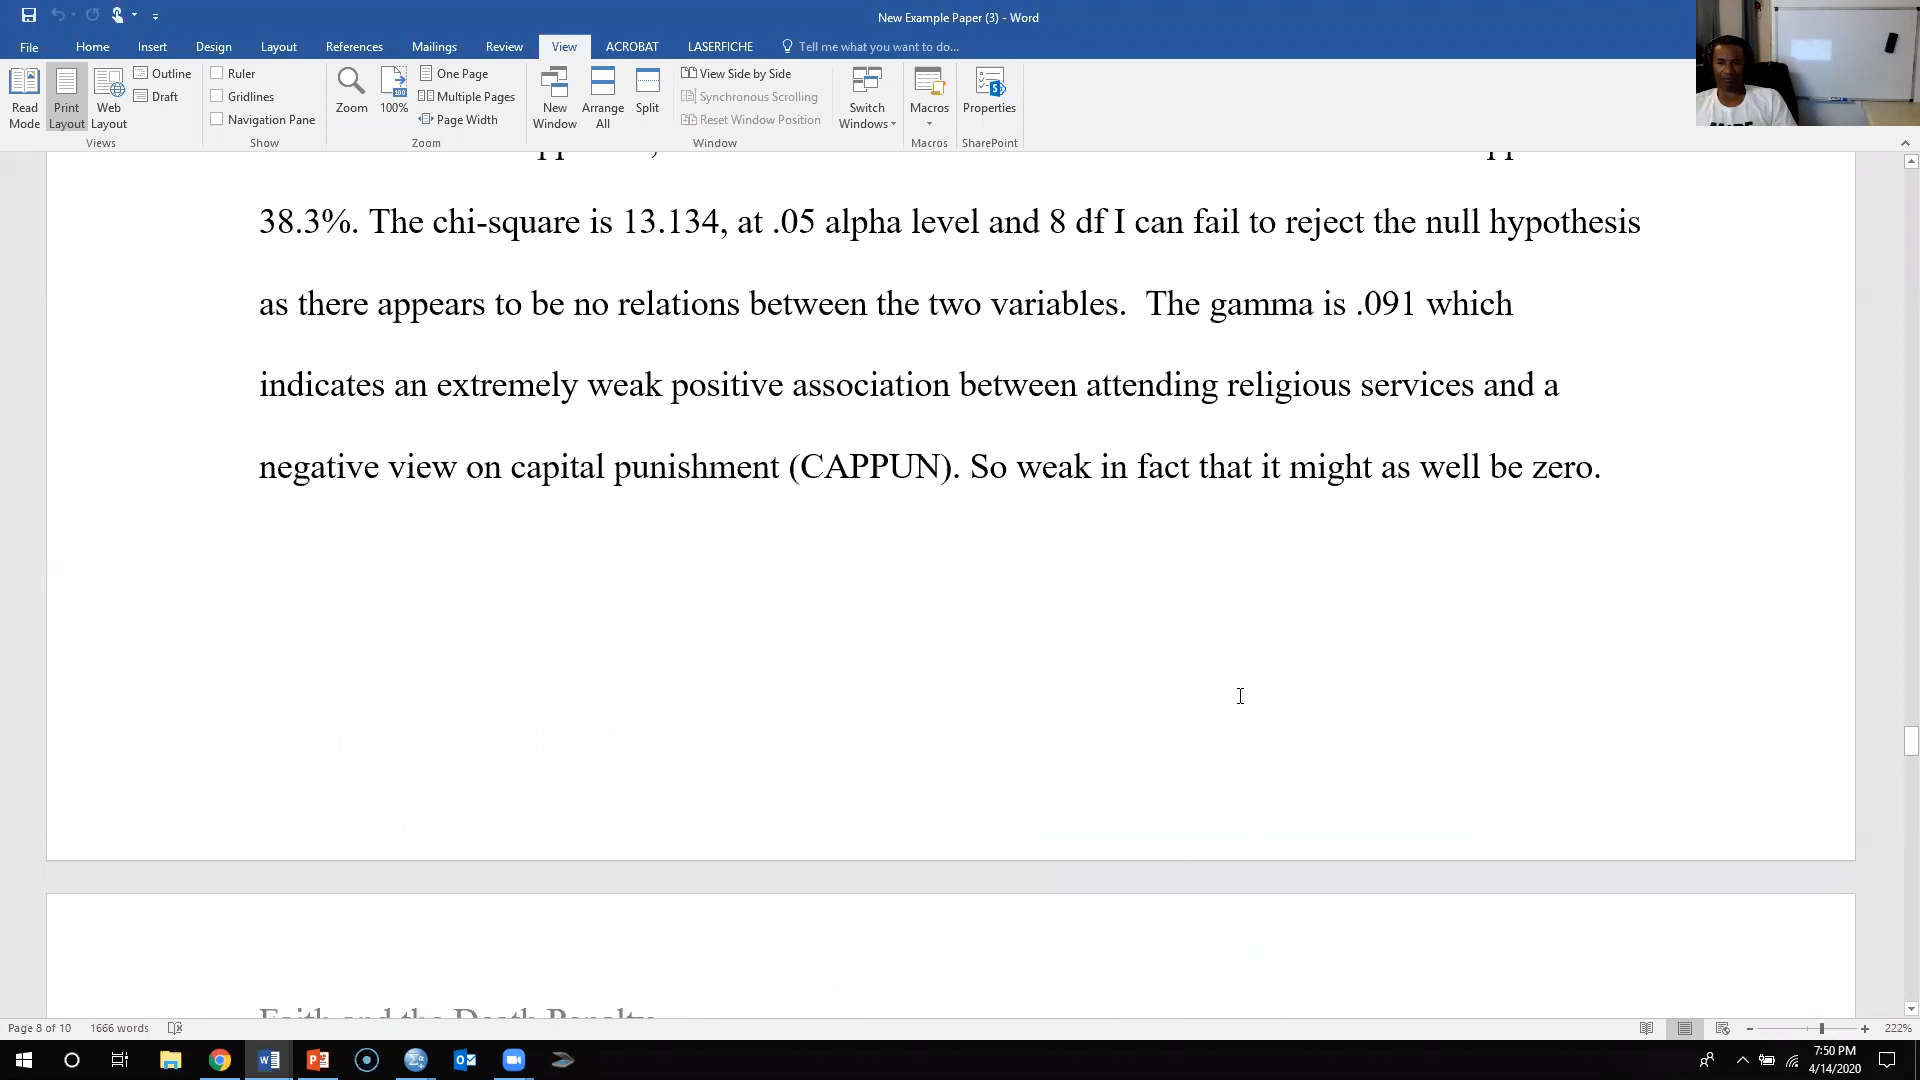 New Example Paper (3) - Word
File Home Insert Design Layout References Mailings Review View ACROBAT LASERFICHE Tell me what you want to do...
Read Mode
Print Layout
Web Layout
Outline
Draft
Views
Ruler
Gridlines
Navigation Pane
Show
Zoom
100%
One Page
Multiple Pages
Page Width
Zoom
New Window
Arrange All
Split
View Side by Side
Synchronous Scrolling
Reset Window Position
Window
Switch Windows
Macros
Macros
Properties
SharePoint
38.3%. The chi-square is 13.134, at .05 alpha level and 8 df I can fail to reject the null hypothesis
as there appears to be no relations between the two variables. The gamma is .091 which
indicates an extremely weak positive association between attending religious services and a
negative view on capital punishment (CAPPUN). So weak in fact that it might as well be zero.
Faith and the Death Penalty
Page 8 of 10 1666 words
222%
7:50 PM
4/14/2020